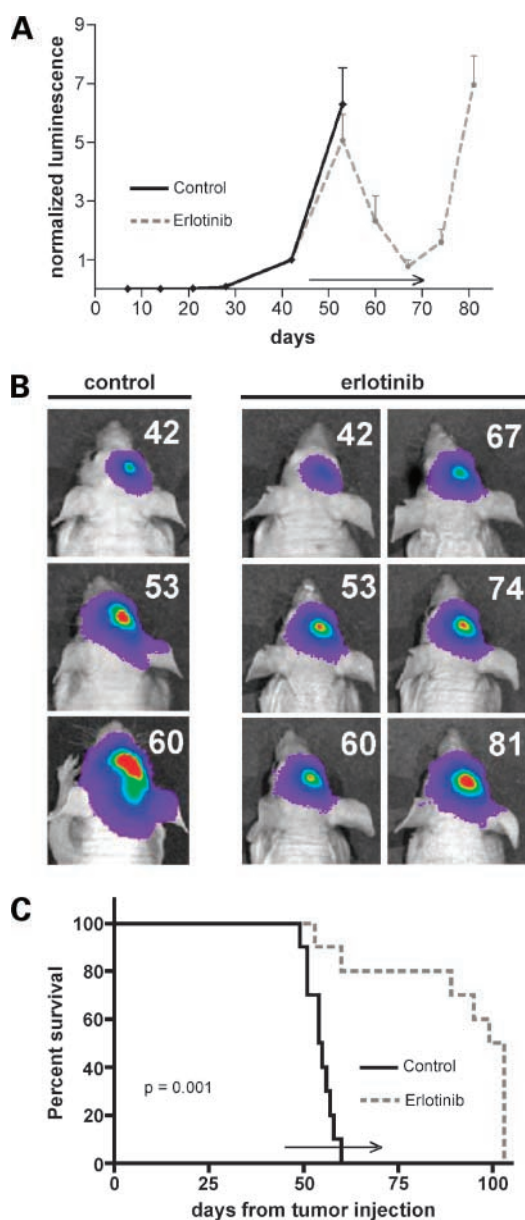 A
normalized luminescence
9
7
5
3
1
Control
Erlotinib
0 10 20 30 40 50 60 70 80
days
B
control erlotinib
42 42 67
53 53 74
60 60 81
C
Percent survival
100
80
60
40
20
0
p = 0.001
Control
Erlotinib
0 25 50 75 100
days from tumor injection